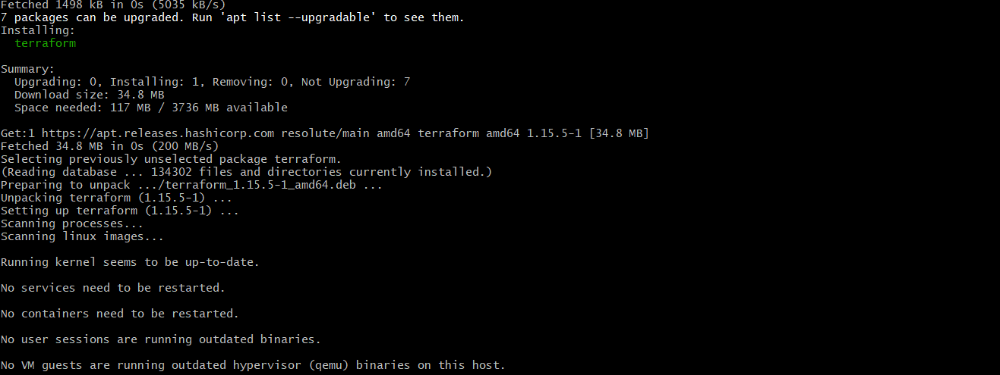 Fetched 1498 kB in 0s (5035 kB/s)
7 packages can be upgraded. Run 'apt list --upgradable' to see them.
Installing:
  terraform

Summary:
  Upgrading: 0, Installing: 1, Removing: 0, Not Upgrading: 7
  Download size: 34.8 MB
  Space needed: 117 MB / 3736 MB available

Get:1 https://apt.releases.hashicorp.com resolute/main amd64 terraform amd64 1.15.5-1 [34.8 MB]
Fetched 34.8 MB in 0s (200 MB/s)
Selecting previously unselected package terraform.
(Reading database ... 134302 files and directories currently installed.)
Preparing to unpack .../terraform_1.15.5-1_amd64.deb ...
Unpacking terraform (1.15.5-1) ...
Setting up terraform (1.15.5-1) ...
Scanning processes...
Scanning linux images...

Running kernel seems to be up-to-date.

No services need to be restarted.

No containers need to be restarted.

No user sessions are running outdated binaries.

No VM guests are running outdated hypervisor (qemu) binaries on this host.